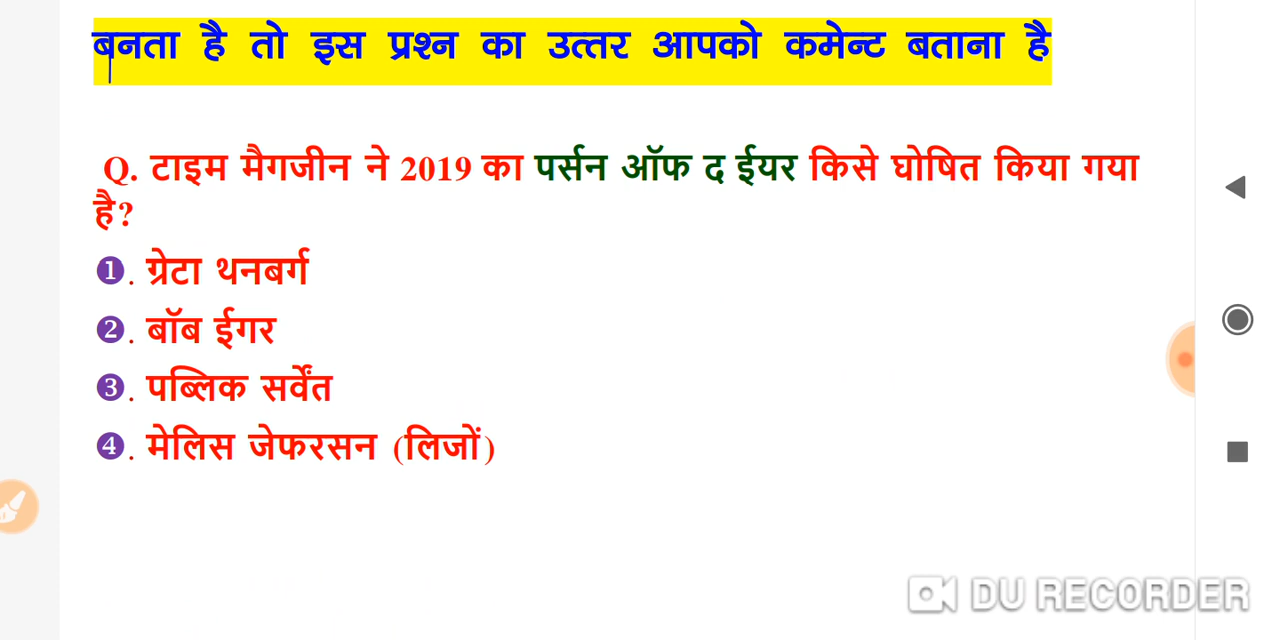 बनता है तो इस प्रश्न का उत्तर आपको कमेन्ट बताना है
Q. टाइम मैगजीन ने 2019 का पर्सन ऑफ द ईयर किसे घोषित किया गया
है?
❶. ग्रेटा थनबर्ग
❷. बॉब ईगर
❸. पब्लिक सर्वेंत
❹. मेलिस जेफरसन (लिजों)
DU RECORDER